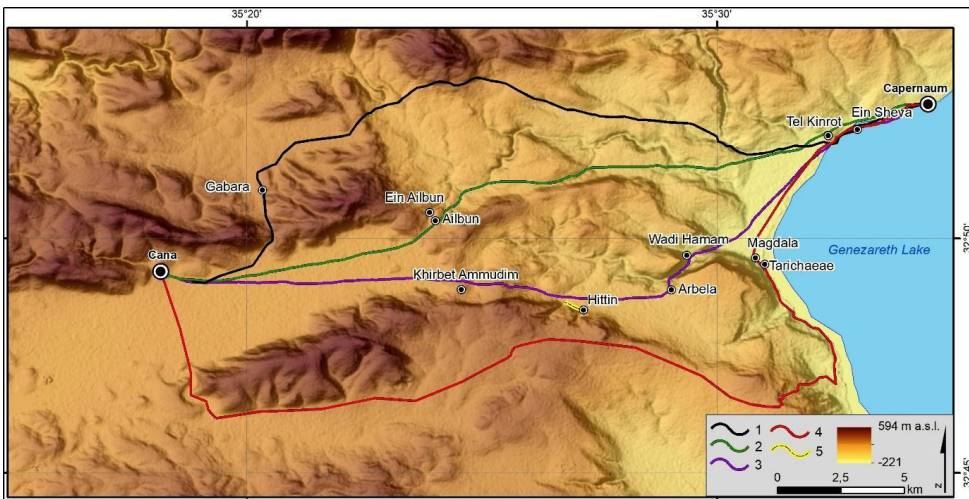 35°20'
35°30'
Capernaum
Ein Sheva
Tel Kinrot
Gabara
Ein Ailbun
Ailbun
32°50'
Wadi Hamam
Magdala
Genezareth Lake
Cana
Tarichaeae
Khirbet Ammudim
Arbela
Hittin
1
4
594 m a.s.l.
2
5
3
-221
0
2,5
5
km
N
32°45'